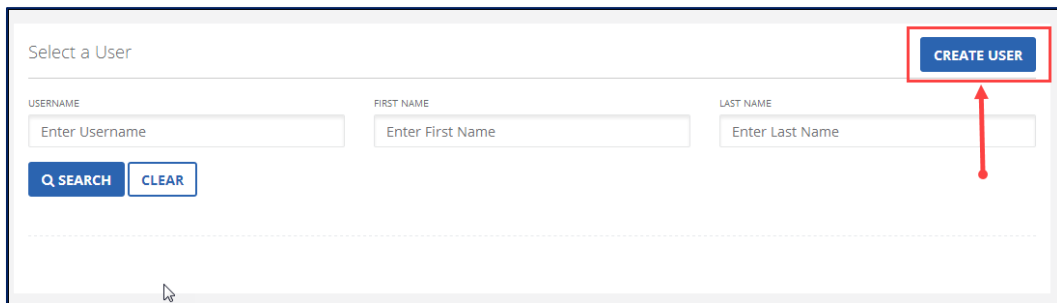 Select a User
CREATE USER
USERNAME
FIRST NAME
LAST NAME
Enter Username
Enter First Name
Enter Last Name
SEARCH
CLEAR